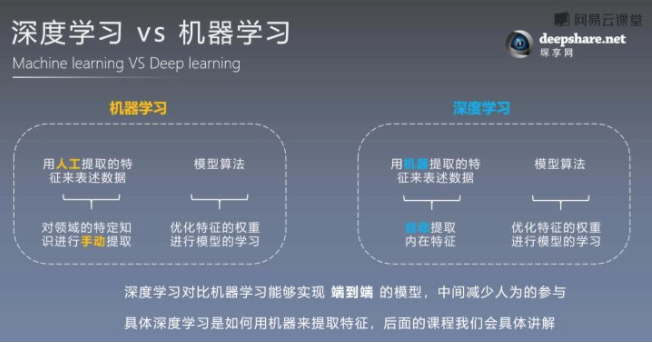 深度学习 vs 机器学习
Machine learning VS Deep learning
网易云课堂
deepshare.net
深享网
机器学习
用人工提取的特
征来表述数据
模型算法
对领域的特定知
识进行手动提取
优化特征的权重
进行模型的学习
深度学习
用机器提取的特
征来表述数据
模型算法
自动提取
内在特征
优化特征的权重
进行模型的学习
深度学习对比机器学习能够实现 端到端 的模型，中间减少人为的参与
具体深度学习是如何用机器来提取特征，后面的课程我们会具体讲解